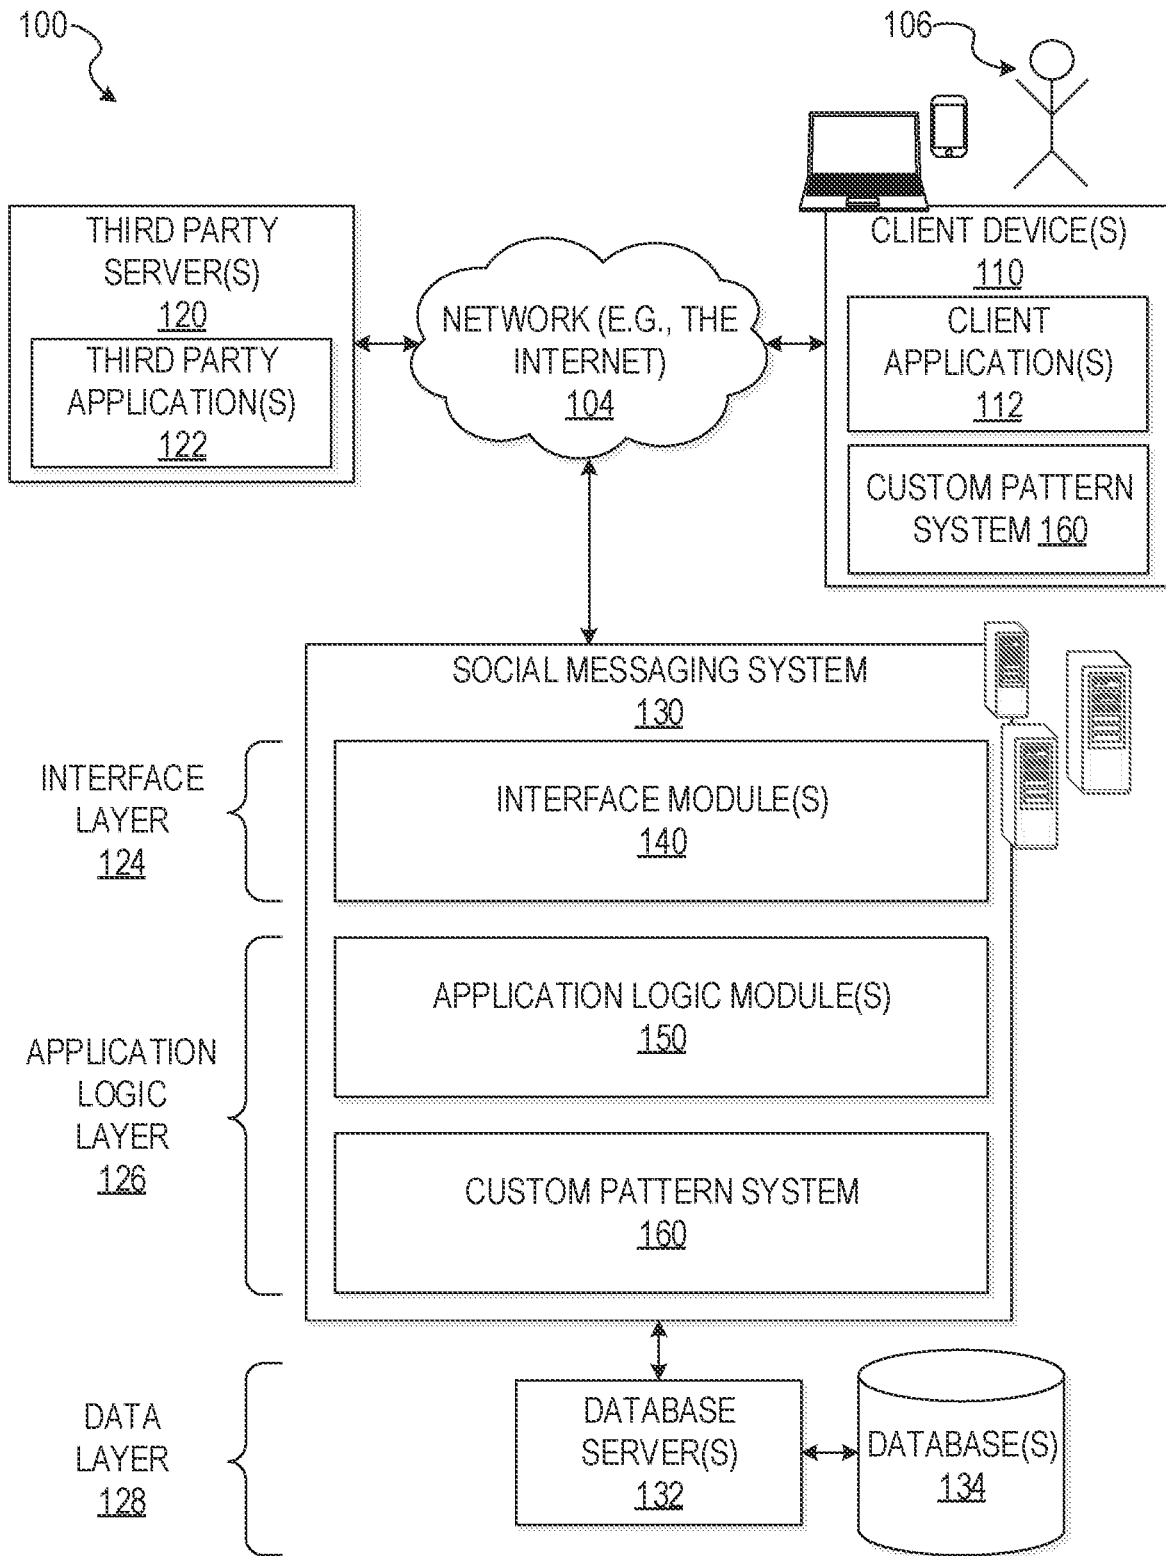 100
106
THIRD PARTY
SERVER(S)
120
THIRD PARTY
APPLICATION(S)
122
NETWORK (E.G., THE
INTERNET)
104
CLIENT DEVICE(S)
110
CLIENT
APPLICATION(S)
112
CUSTOM PATTERN
SYSTEM 160
SOCIAL MESSAGING SYSTEM
130
INTERFACE
LAYER
124
INTERFACE MODULE(S)
140
APPLICATION
LOGIC
LAYER
126
APPLICATION LOGIC MODULE(S)
150
CUSTOM PATTERN SYSTEM
160
DATA
LAYER
128
DATABASE
SERVER(S)
132
DATABASE(S)
134